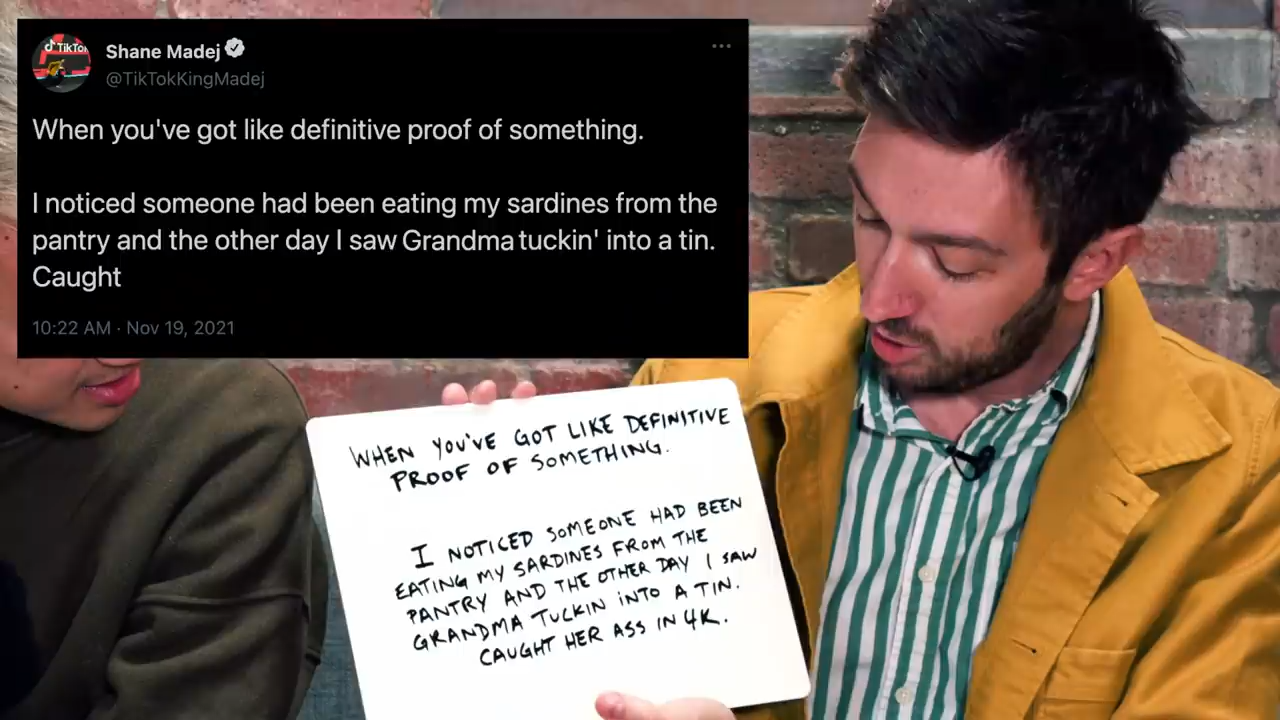 TikTok
Shane Madej
@TikTokKingMadej
When you've got like definitive proof of something.
I noticed someone had been eating my sardines from the
pantry and the other day I saw Grandma tuckin' into a tin.
Caught
10:22 AM · Nov 19, 2021
WHEN YOU'VE GOT LIKE DEFINITIVE
PROOF OF SOMETHING.
I NOTICED SOMEONE HAD BEEN
EATING MY SARDINES FROM THE
PANTRY AND THE OTHER DAY I SAW
GRANDMA TUCKIN INTO A TIN.
CAUGHT HER ASS IN 4K.